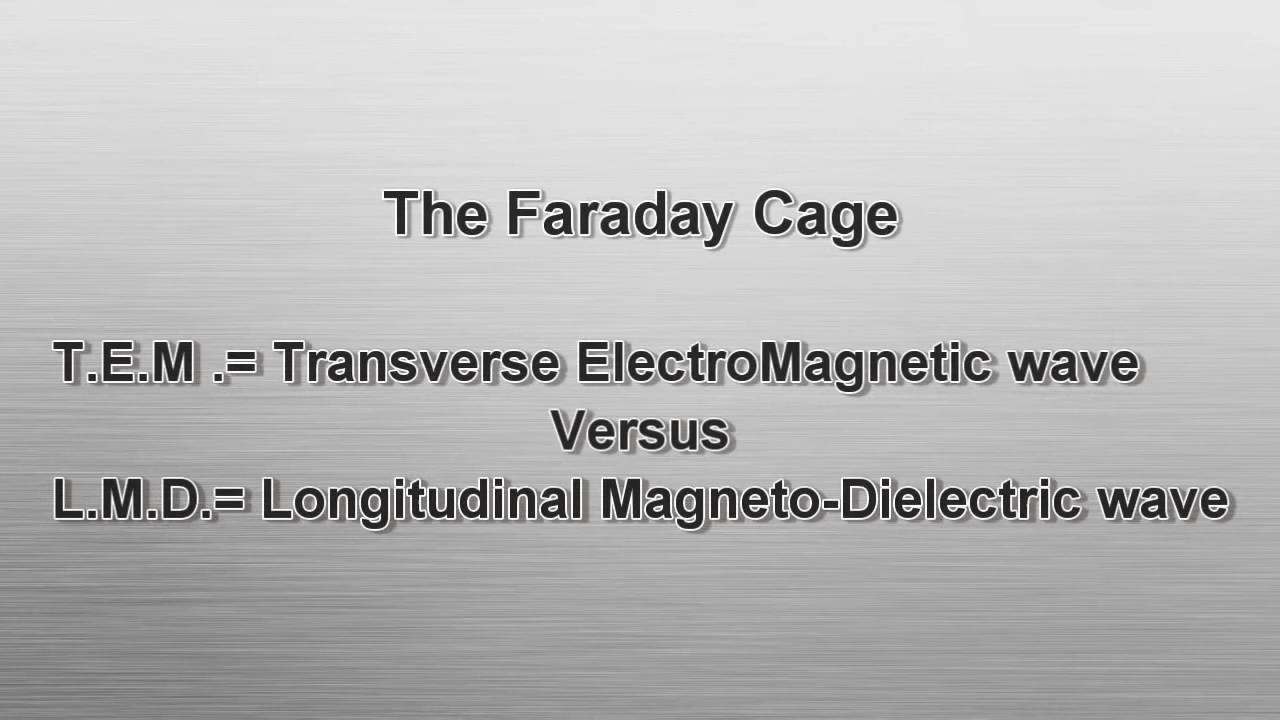 The Faraday Cage
T.E.M .= Transverse ElectroMagnetic wave
Versus
L.M.D.= Longitudinal Magneto-Dielectric wave